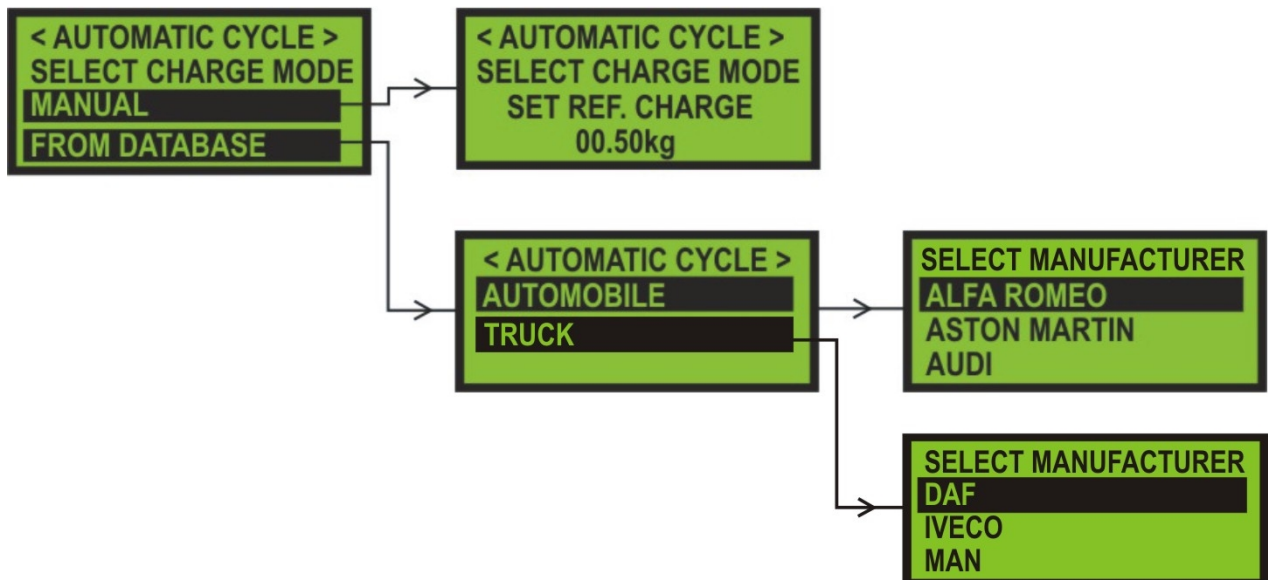 < AUTOMATIC CYCLE >
SELECT CHARGE MODE
MANUAL
FROM DATABASE
< AUTOMATIC CYCLE >
SELECT CHARGE MODE
SET REF. CHARGE
00.50kg
< AUTOMATIC CYCLE >
AUTOMOBILE
TRUCK
SELECT MANUFACTURER
ALFA ROMEO
ASTON MARTIN
AUDI
SELECT MANUFACTURER
DAF
IVECO
MAN